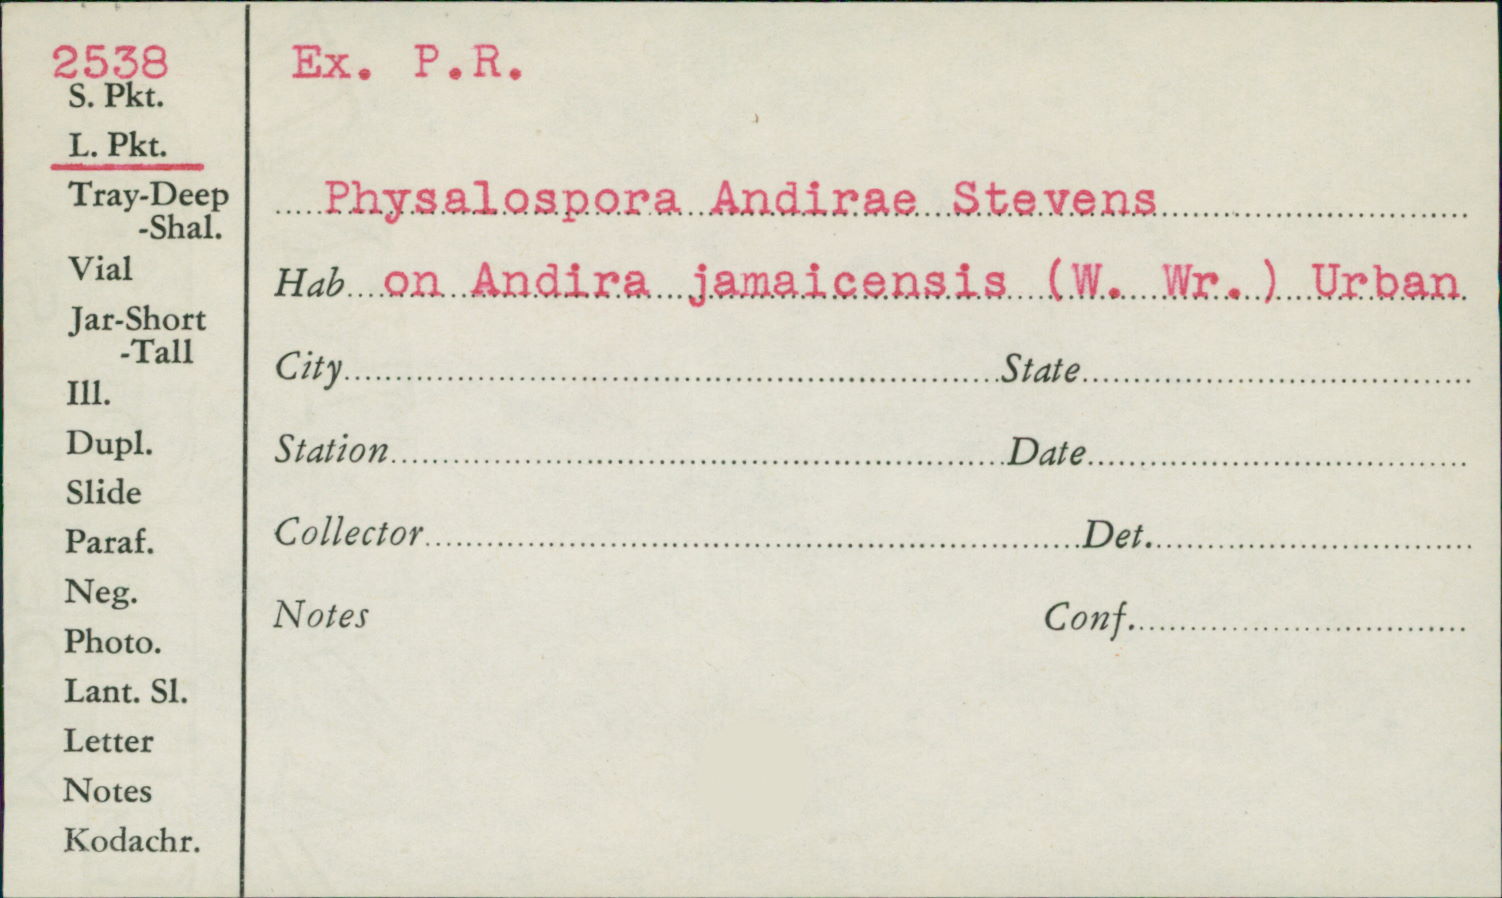 2538
S. Pkt.
L. Pkt.
Tray-Deep
-Shal.
Vial
Jar-Short
-Tall
Ill.
Dupl.
Slide
Paraf.
Neg.
Photo.
Lant. Sl.
Letter
Notes
Kodachr.
Ex. P.R.
Physalospora Andirae Stevens
Hab on Andira jamaicensis (W. Wr.) Urban
City State
Station Date
Collector Det.
Notes Conf.